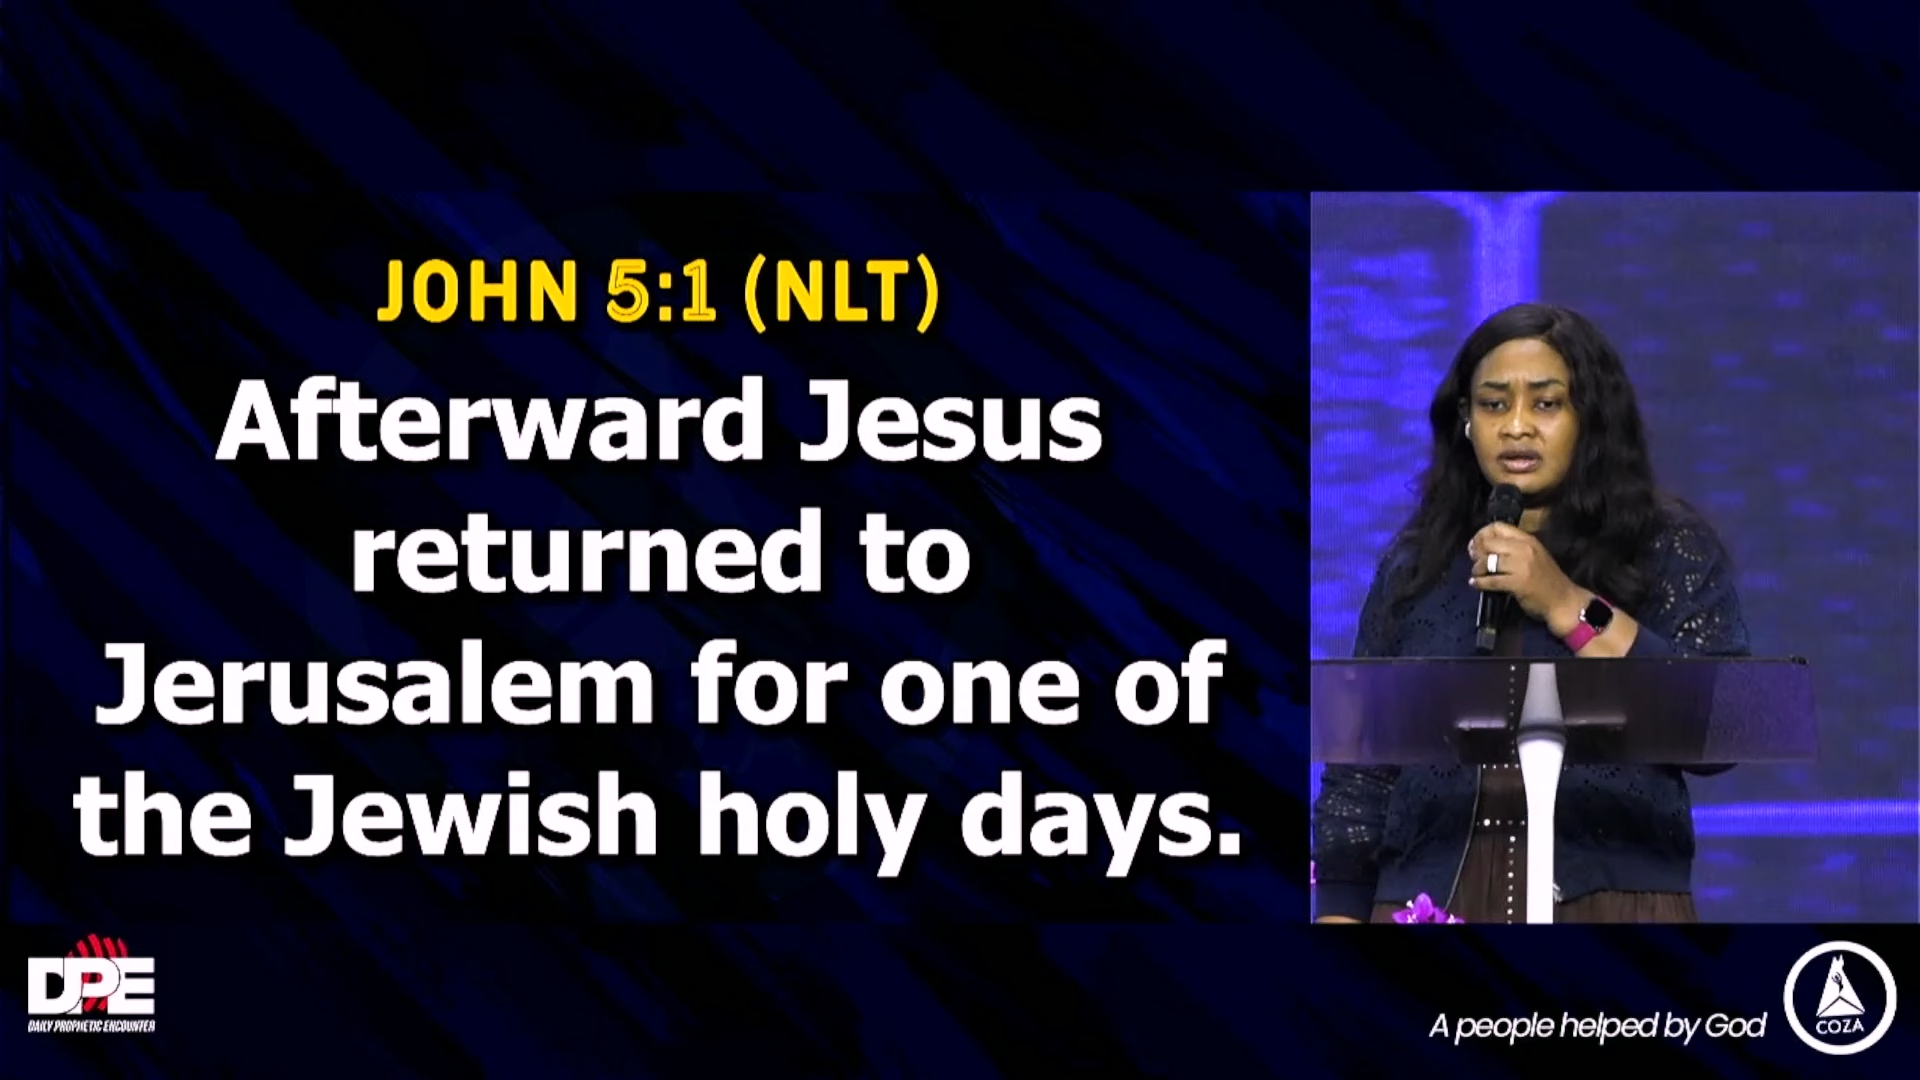 JOHN 5:1 (NLT)
Afterward Jesus
returned to
Jerusalem for one of
the Jewish holy days.
DPE
DAILY PROPHETIC ENCOUNTER
A people helped by God
COZA